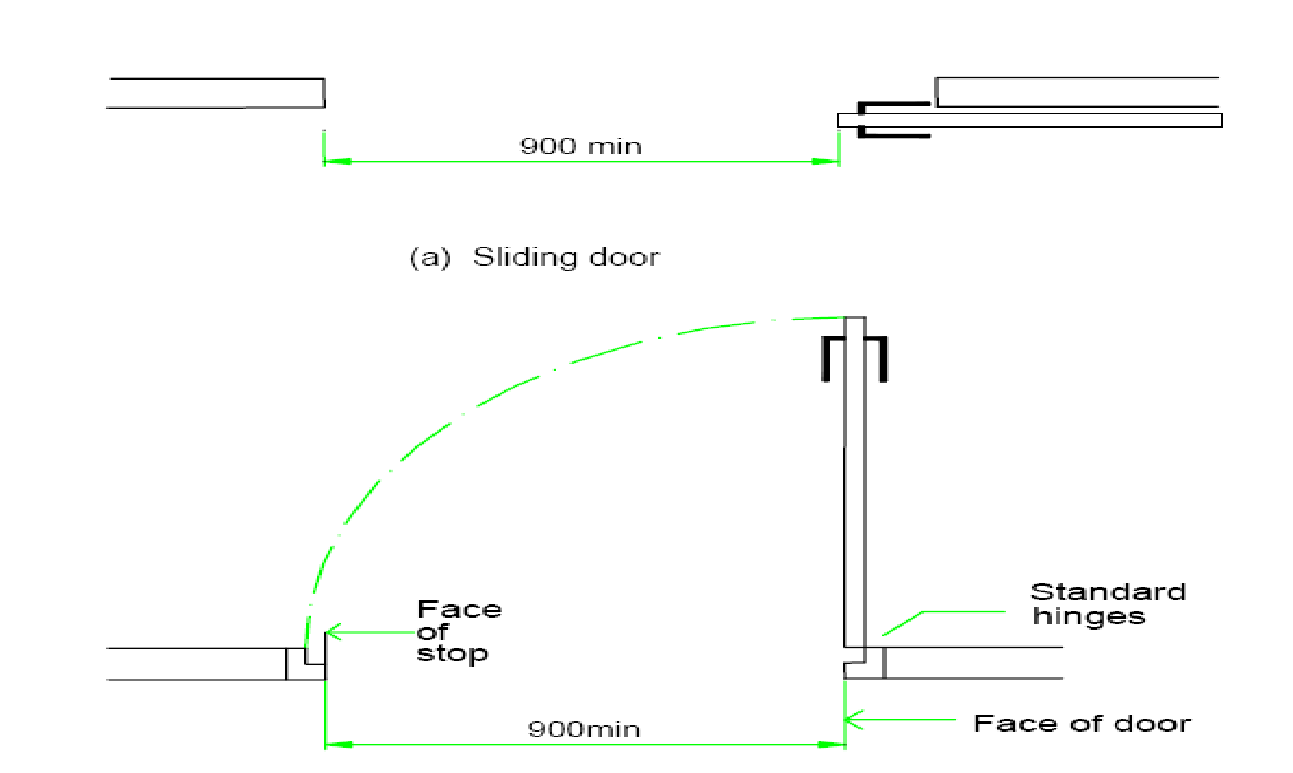 900 min
(a) Sliding door
Standard
hinges
Face
of
stop
900min
Face of door